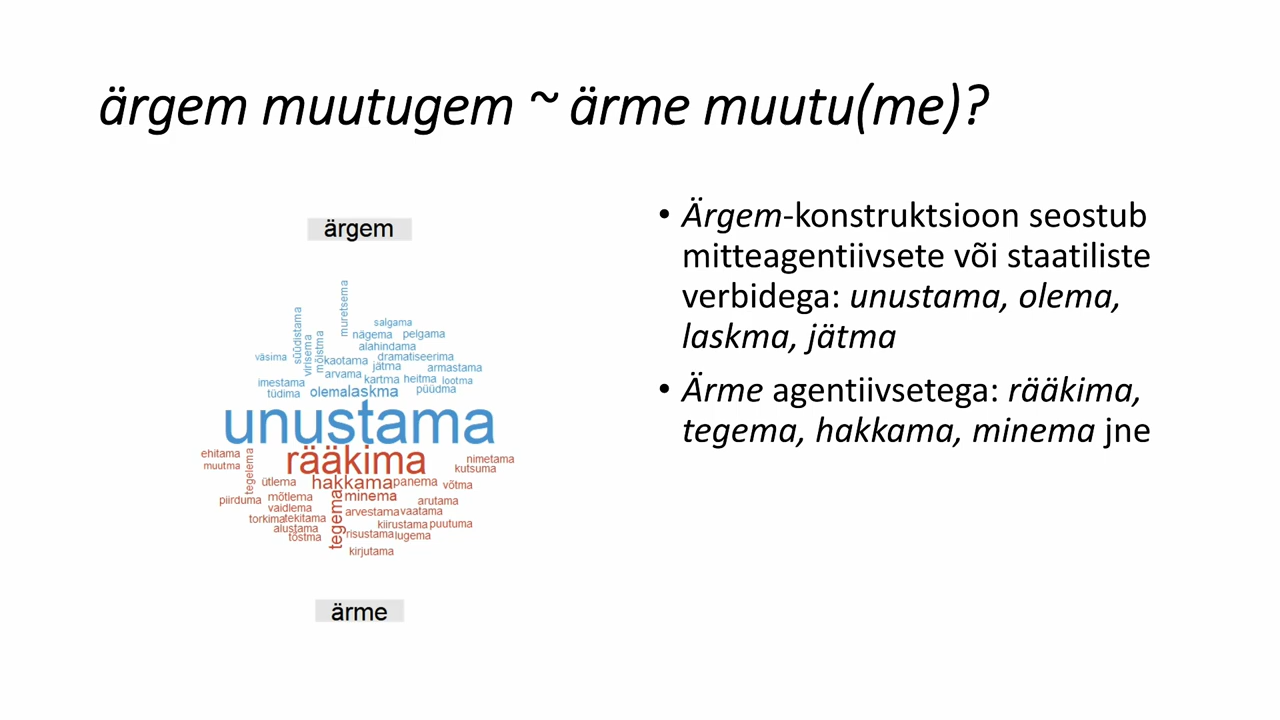 ärgem muutugem ~ ärme muutu(me)?
ärgem
muretsema
süüdistama
virisema
mõistma
salgama
nägema pelgama
alahindama
väsima
kaotama dramatiseerima
jätma armastama
arvama
kartma heitma lootma
imestama
tüdima olema laskma püüdma
unustama
ehitama rääkima nimetama
muutma tegelema kutsuma
ütlema hakkama panema võtma
piirduma mõtlema tegema minema arutama
vaidlema arvestama vaatama
torkima tekitama kiirustama puutuma
alustama
tõstma risustama lugema
kirjutama
ärme
• Ärgem-konstruktsioon seostub
mitteagentiivsete või staatiliste
verbidega: unustama, olema,
laskma, jätma
• Ärme agentiivsetega: rääkima,
tegema, hakkama, minema jne